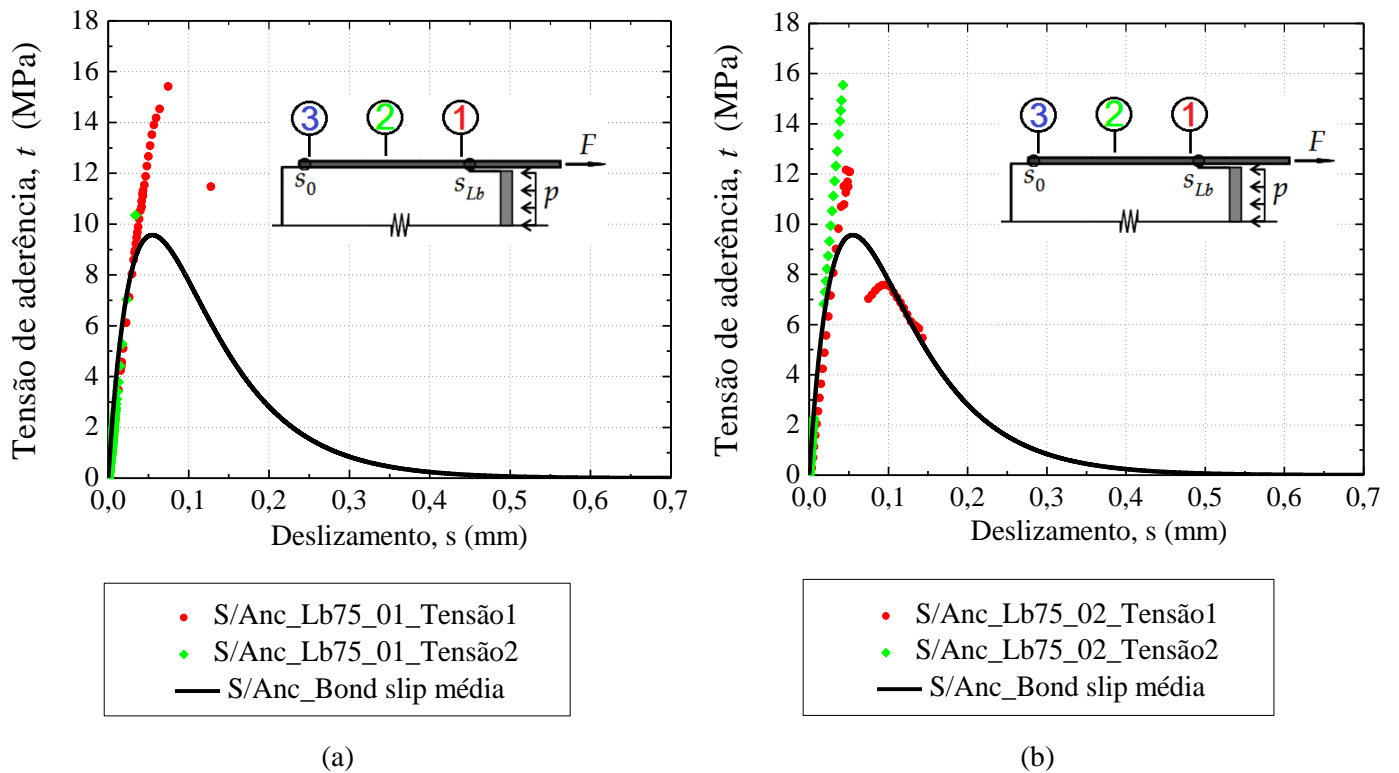 Tensão de aderência, t (MPa)
18
16
14
12
10
8
6
4
2
0
0,0 0,1 0,2 0,3 0,4 0,5 0,6 0,7
Deslizamento, s (mm)
3 2 1
F
s0 sLb p
S/Anc_Lb75_01_Tensão1
S/Anc_Lb75_01_Tensão2
S/Anc_Bond slip média
(a)
Tensão de aderência, t (MPa)
18
16
14
12
10
8
6
4
2
0
0,0 0,1 0,2 0,3 0,4 0,5 0,6 0,7
Deslizamento, s (mm)
3 2 1
F
s0 sLb p
S/Anc_Lb75_02_Tensão1
S/Anc_Lb75_02_Tensão2
S/Anc_Bond slip média
(b)